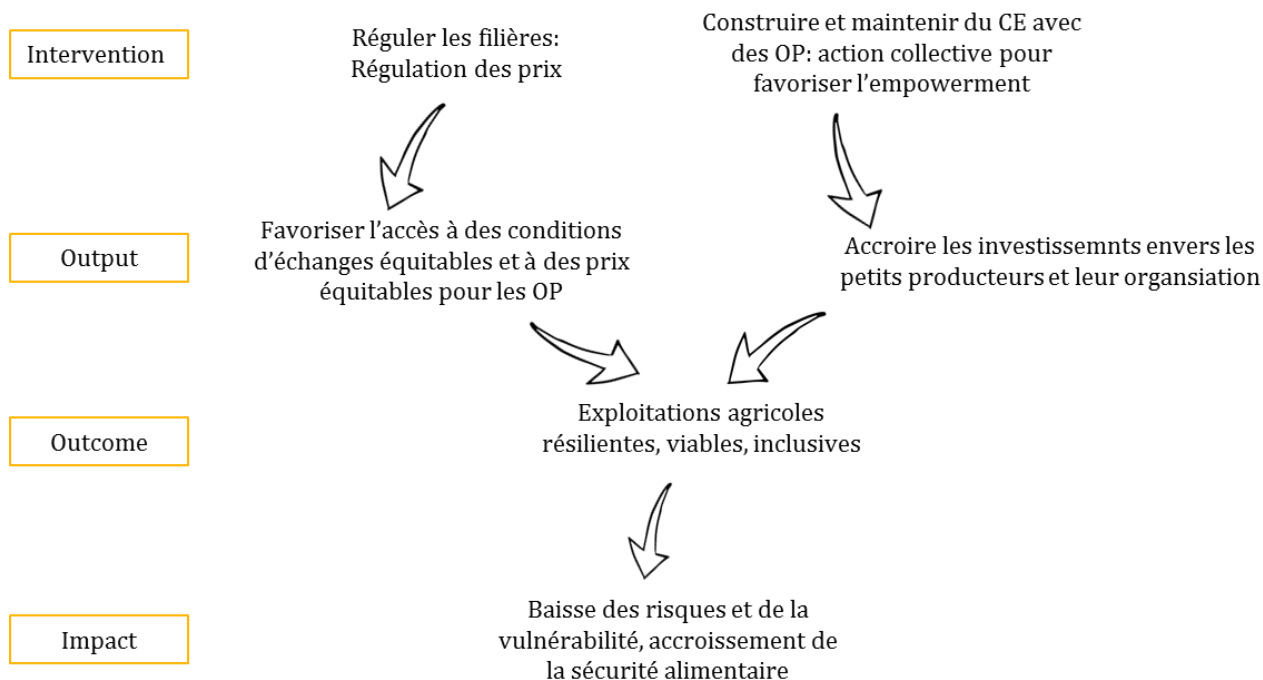 Intervention
Réguler les filières:
Régulation des prix
Construire et maintenir du CE avec
des OP: action collective pour
favoriser l’empowerment
Output
Favoriser l’accès à des conditions
d’échanges équitables et à des prix
équitables pour les OP
Accroire les investissemnts envers les
petits producteurs et leur organsiation
Outcome
Exploitations agricoles
résilientes, viables, inclusives
Impact
Baisse des risques et de la
vulnérabilité, accroissement de
la sécurité alimentaire